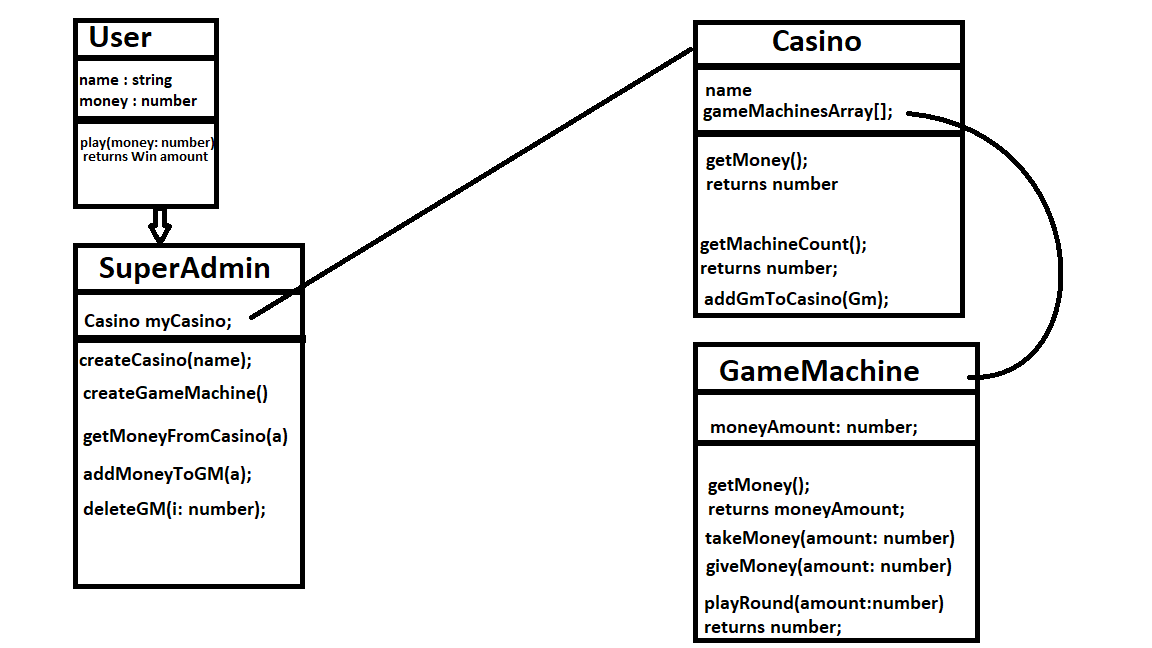 User
name : string
money : number
play(money: number)
returns Win amount
SuperAdmin
Casino myCasino;
createCasino(name);
createGameMachine()
getMoneyFromCasino(a)
addMoneyToGM(a);
deleteGM(i: number);
Casino
name
gameMachinesArray[];
getMoney();
returns number
getMachineCount();
returns number;
addGmToCasino(Gm);
GameMachine
moneyAmount: number;
getMoney();
returns moneyAmount;
takeMoney(amount: number)
giveMoney(amount: number)
playRound(amount:number)
returns number;